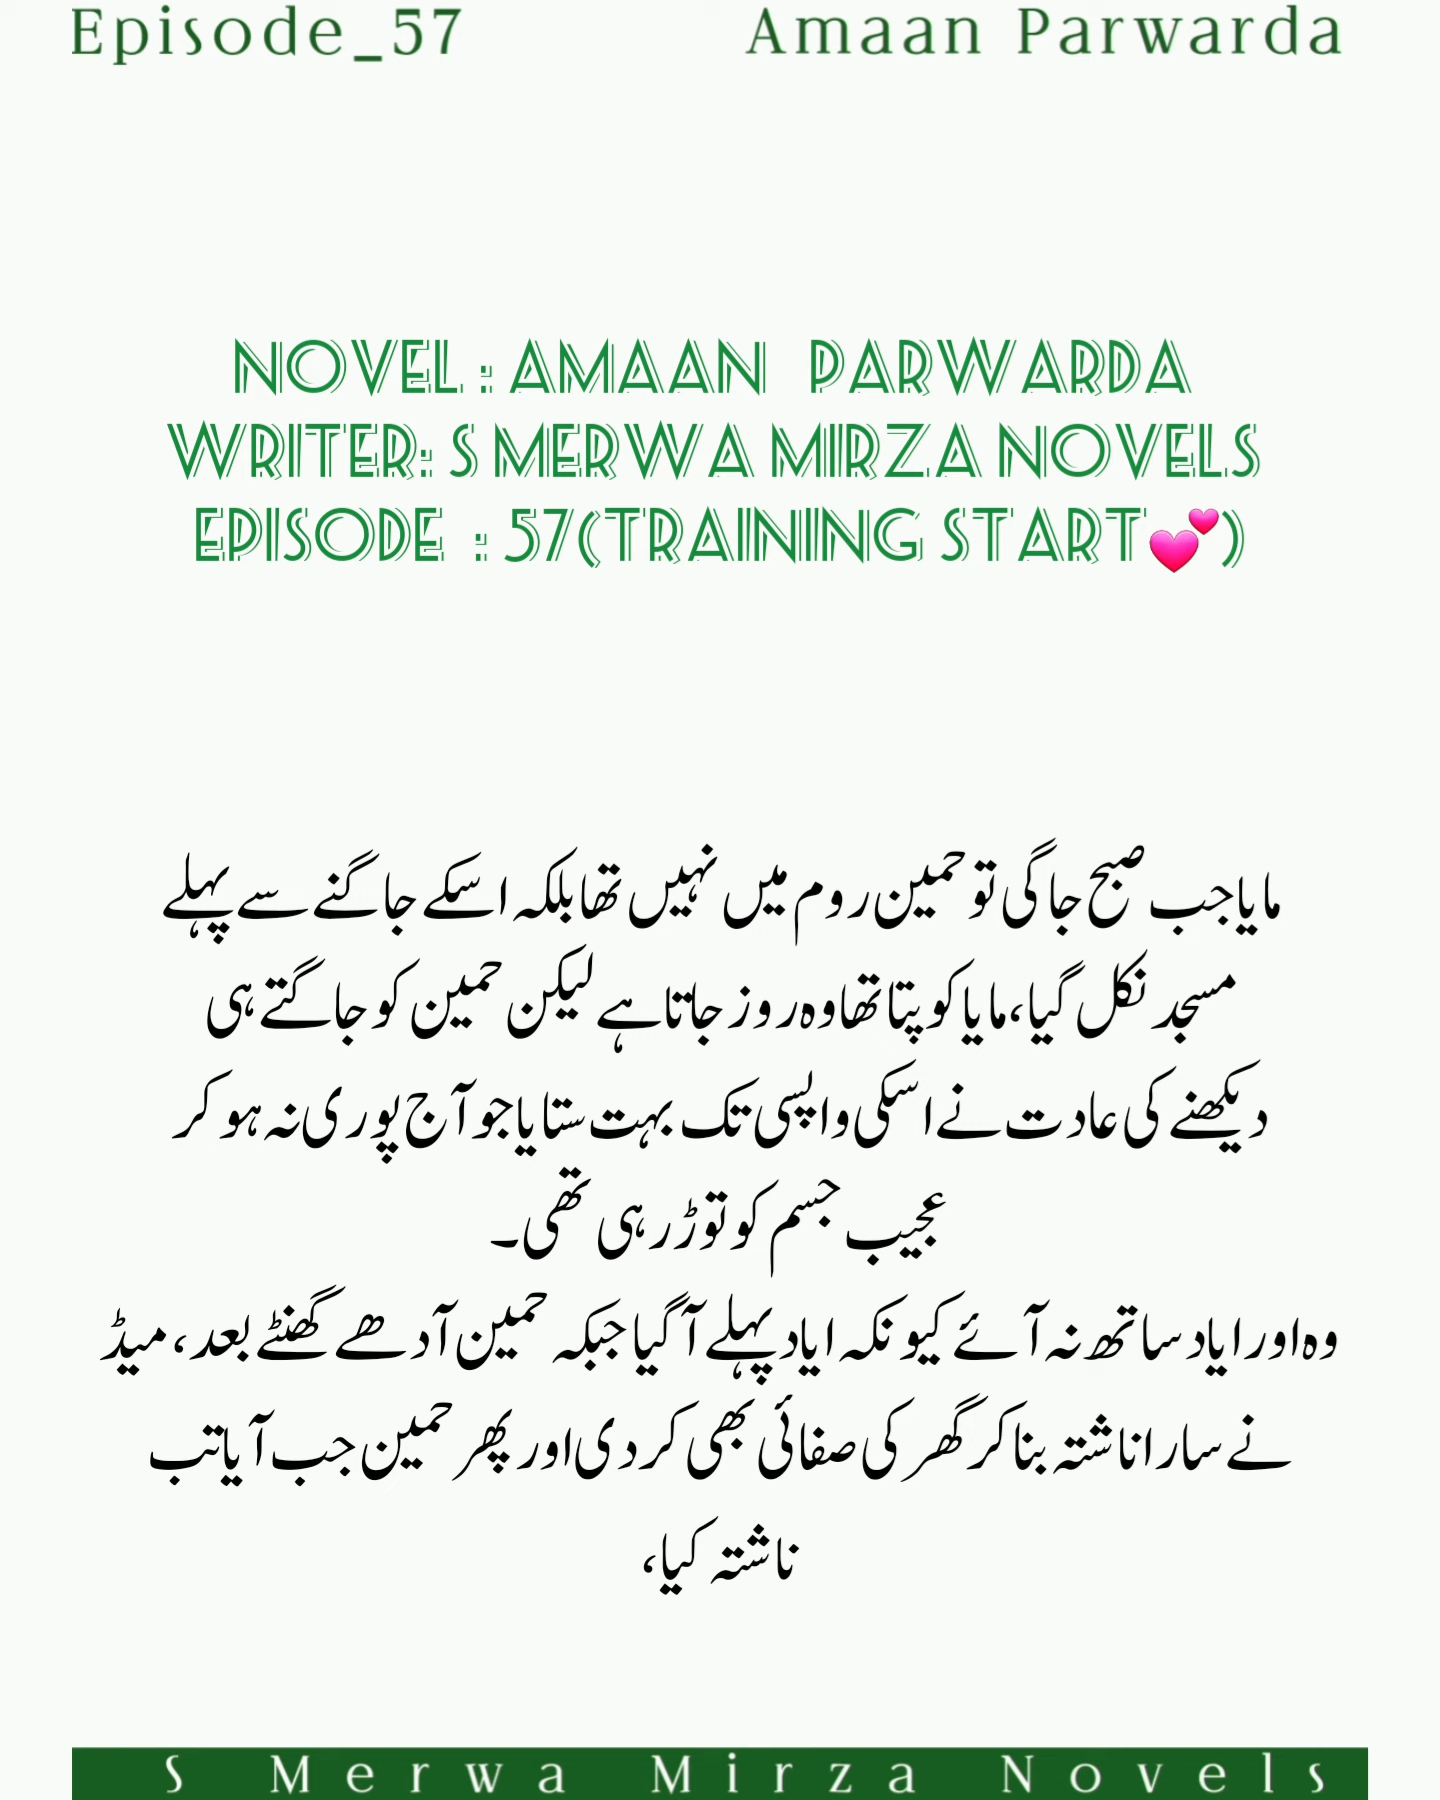 Episode_57 Amaan Parwarda
NOVEL : AMAAN PARWARDA
WRITER: S MERWA MIRZA NOVELS
EPISODE : 57(TRAINING START💕)
مایا جب صبح جاگی تو حمین روم میں نہیں تھا بلکہ اسکے جاگنے سے پہلے
مسجد نکل گیا، مایا کو پتا تھا وہ روز جاتا ہے لیکن حمین کو جاگتے ہی
دیکھنے کی عادت نے اسکی واپسی تک بہت ستایا جو آج پوری نہ ہو کر
عجیب جسم کو توڑ رہی تھی۔
وہ اور ایاد ساتھ نہ آئے کیونکہ ایاد پہلے آگیا جبکہ حمین آدھے گھنٹے بعد، میڈ
نے سارا ناشتہ بنا کر گھر کی صفائی بھی کر دی اور پھر حمین جب آیا تب
ناشتہ کیا،
S Merwa Mirza Novels